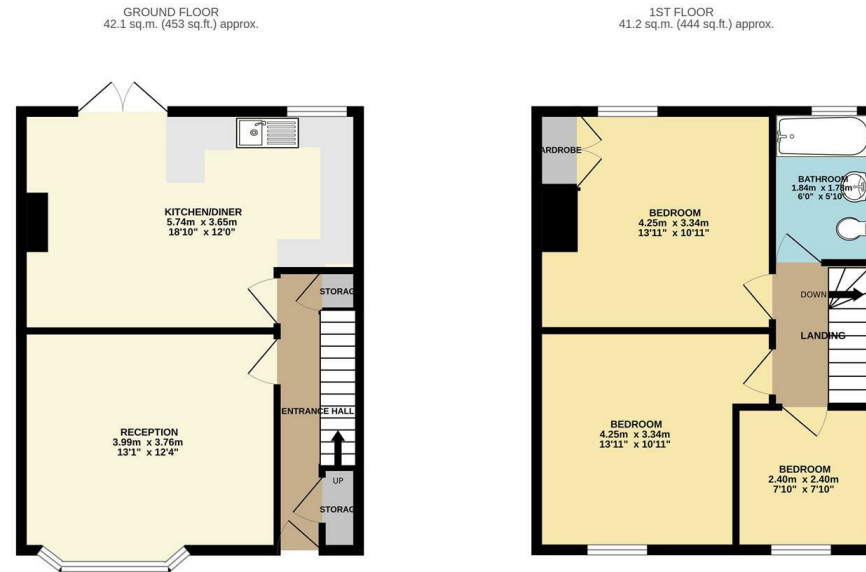 GROUND FLOOR
42.1 sq.m. (453 sq.ft.) approx.
KITCHEN/DINER
5.74m x 3.65m
18'10" x 12'0"
STORAG
RECEPTION
3.99m x 3.76m
13'1" x 12'4"
ENTRANCE HALL
UP
STORAG
1ST FLOOR
41.2 sq.m. (444 sq.ft.) approx.
ARDROBE
BEDROOM
4.25m x 3.34m
13'11" x 10'11"
BATHROOM
1.84m x 1.78m
6'0" x 5'10"
DOWN
LANDING
BEDROOM
4.25m x 3.34m
13'11" x 10'11"
BEDROOM
2.40m x 2.40m
7'10" x 7'10"